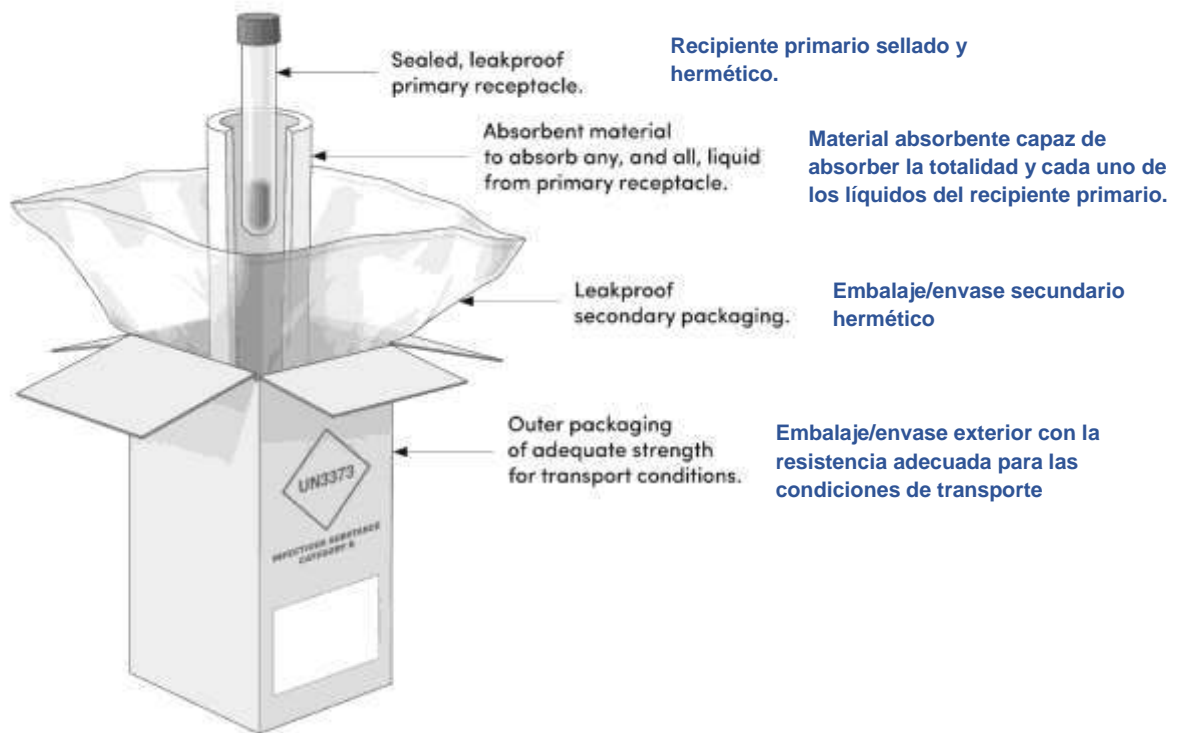 Sealed, leakproof
primary receptacle.
Recipiente primario sellado y
hermético.
Absorbent material
to absorb any, and all, liquid
from primary receptacle.
Material absorbente capaz de
absorber la totalidad y cada uno de
los líquidos del recipiente primario.
Leakproof
secondary packaging.
Embalaje/envase secundario
hermético
Outer packaging
of adequate strength
for transport conditions.
Embalaje/envase exterior con la
resistencia adecuada para las
condiciones de transporte
UN3373
INFECTIOUS SUBSTANCE
CATEGORY B